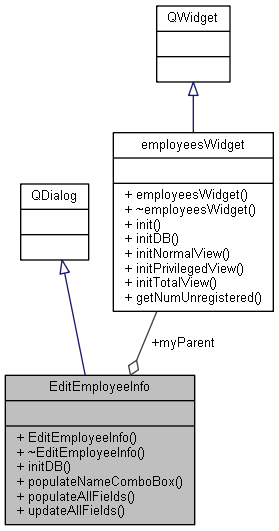 QWidget
employeesWidget
+ employeesWidget()
+ ~employeesWidget()
+ init()
+ initDB()
+ initNormalView()
+ initPrivilegedView()
+ initTotalView()
+ getNumUnregistered()
QDialog
+myParent
EditEmployeeInfo
+ EditEmployeeInfo()
+ ~EditEmployeeInfo()
+ initDB()
+ populateNameComboBox()
+ populateAllFields()
+ updateAllFields()